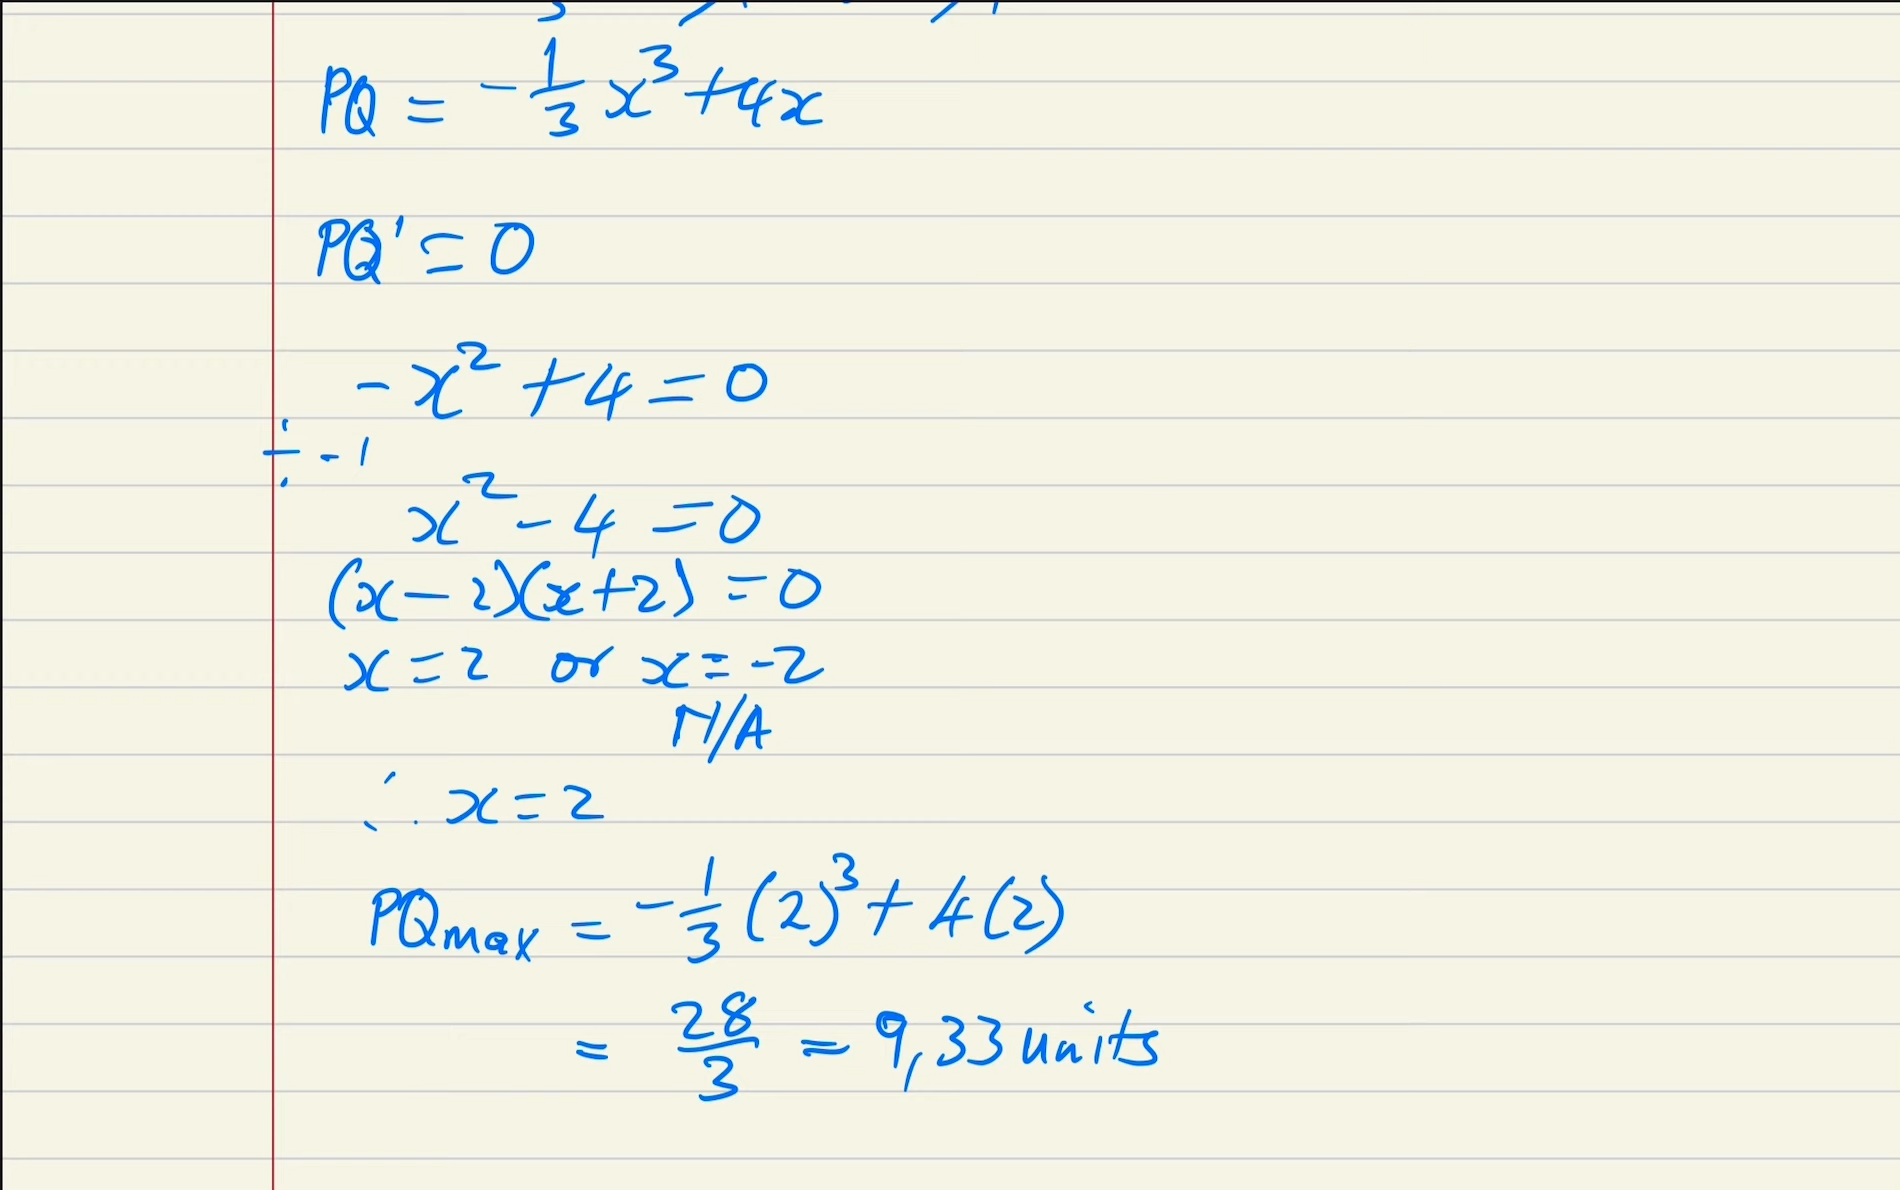 PQ = -1/3 x³ + 4x
PQ' = 0
-x² + 4 = 0
÷ -1
x² - 4 = 0
(x - 2)(x + 2) = 0
x = 2 or x = -2
N/A
∴ x = 2
PQmax = -1/3 (2)³ + 4(2)
= 28/3 = 9,33 units